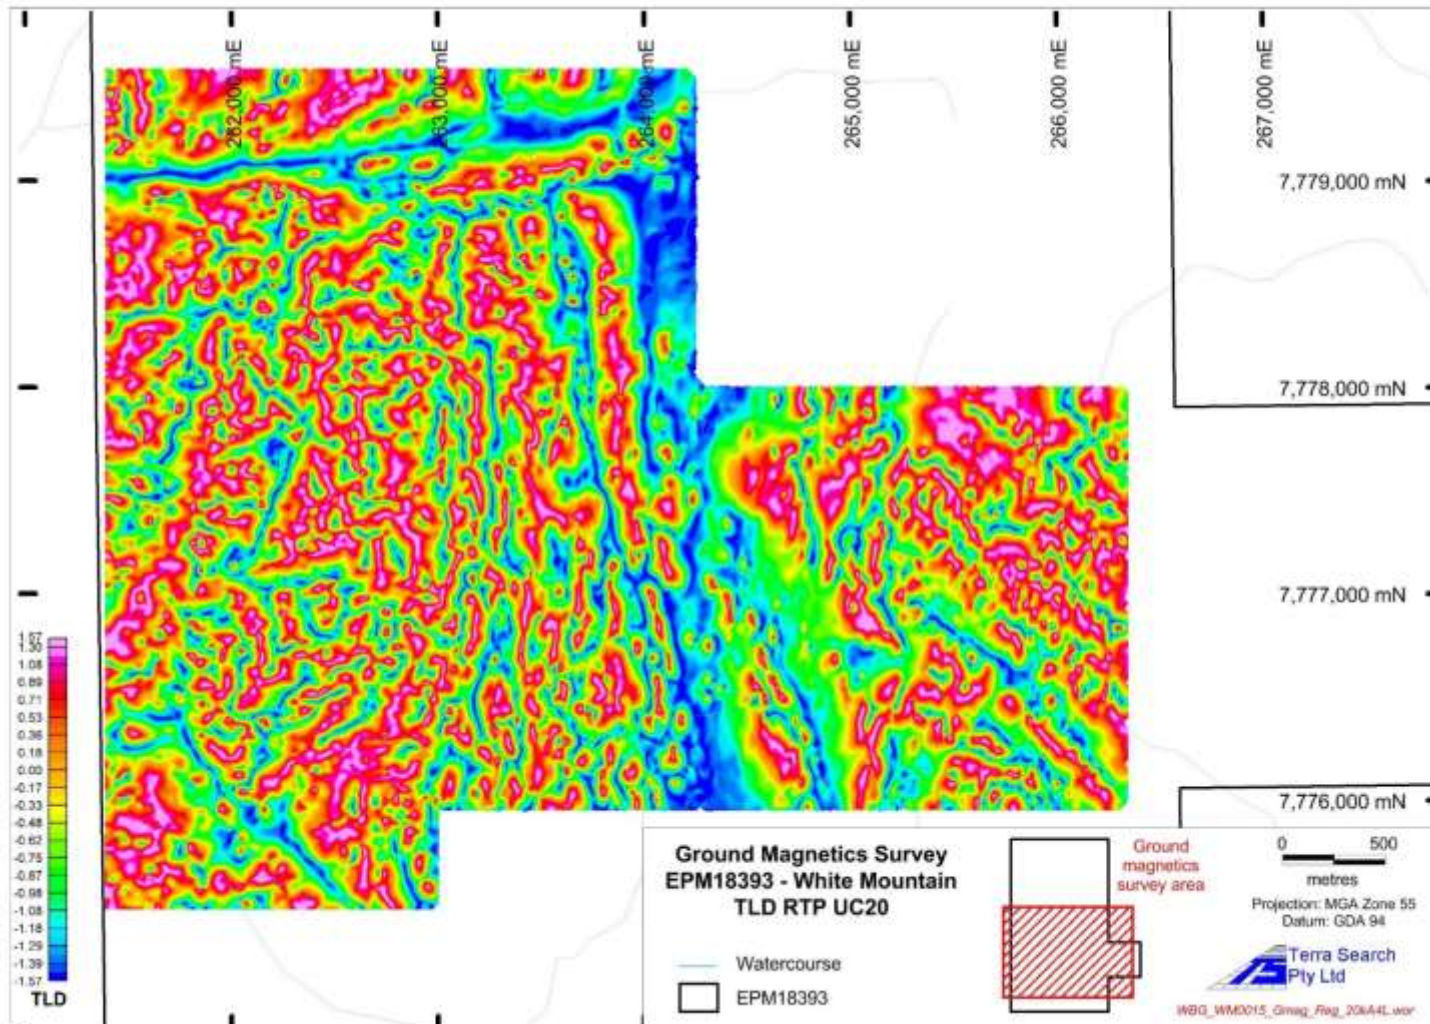 262,000 mE
263,000 mE
264,000 mE
265,000 mE
266,000 mE
267,000 mE
7,779,000 mN
7,778,000 mN
7,777,000 mN
7,776,000 mN
1.57
1.30
1.08
0.89
0.71
0.53
0.36
0.18
0.00
-0.17
-0.33
-0.48
-0.62
-0.75
-0.87
-0.98
-1.08
-1.18
-1.29
-1.39
-1.57
TLD
Ground Magnetics Survey
EPM18393 - White Mountain
TLD RTP UC20
Watercourse
EPM18393
Ground
magnetics
survey area
0 500
metres
Projection: MGA Zone 55
Datum: GDA 94
Terra Search
Pty Ltd
WBG_WM0015_Gmag_Reg_20kA4L.wor